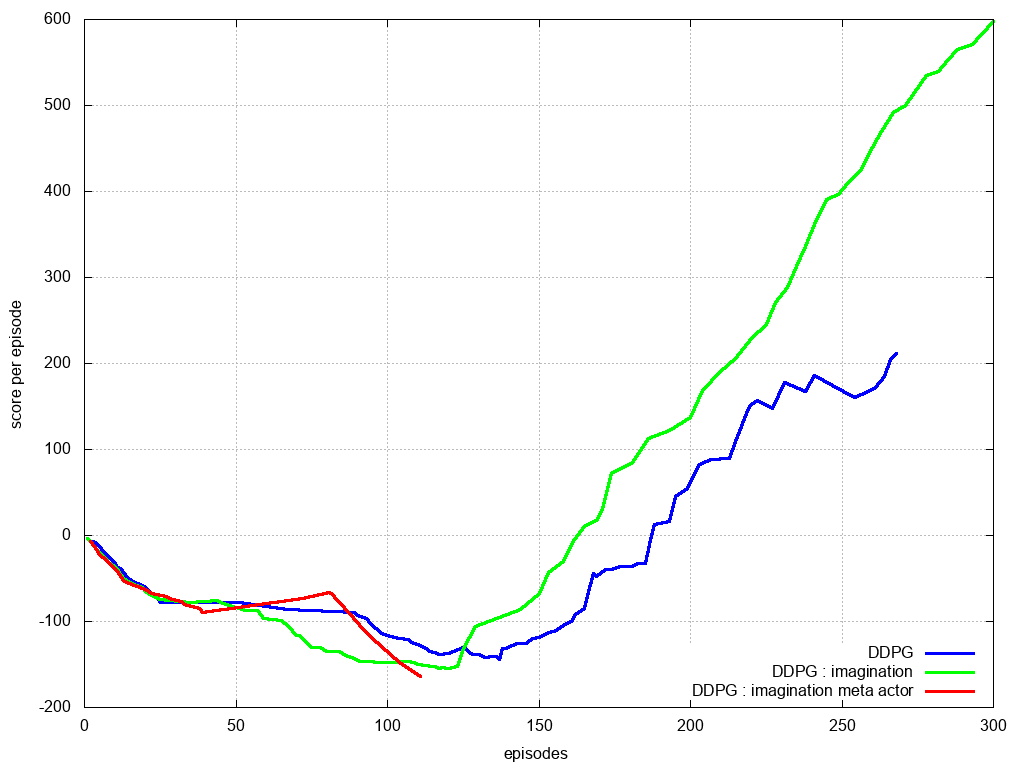 600
500
400
300
200
100
0
-100
-200
0 50 100 150 200 250 300
score per episode
episodes
DDPG
DDPG : imagination
DDPG : imagination meta actor